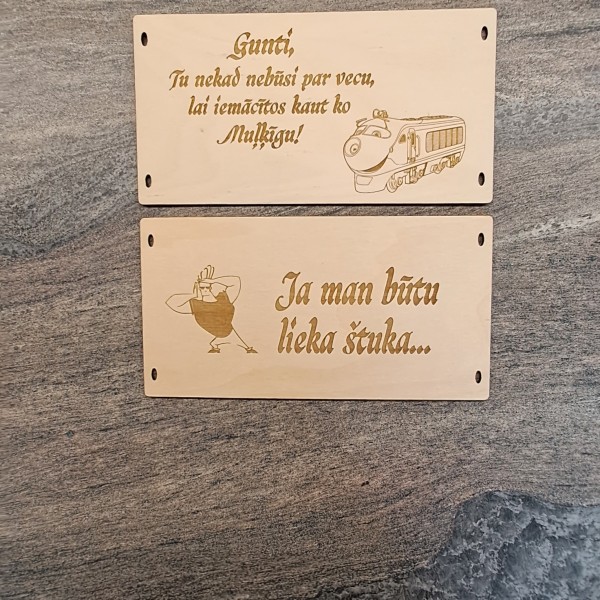 Gunti,
Tu nekad nebūsi par vecu,
lai iemācītos kaut ko
Muļķīgu!
Ja man būtu
lieka štuka...